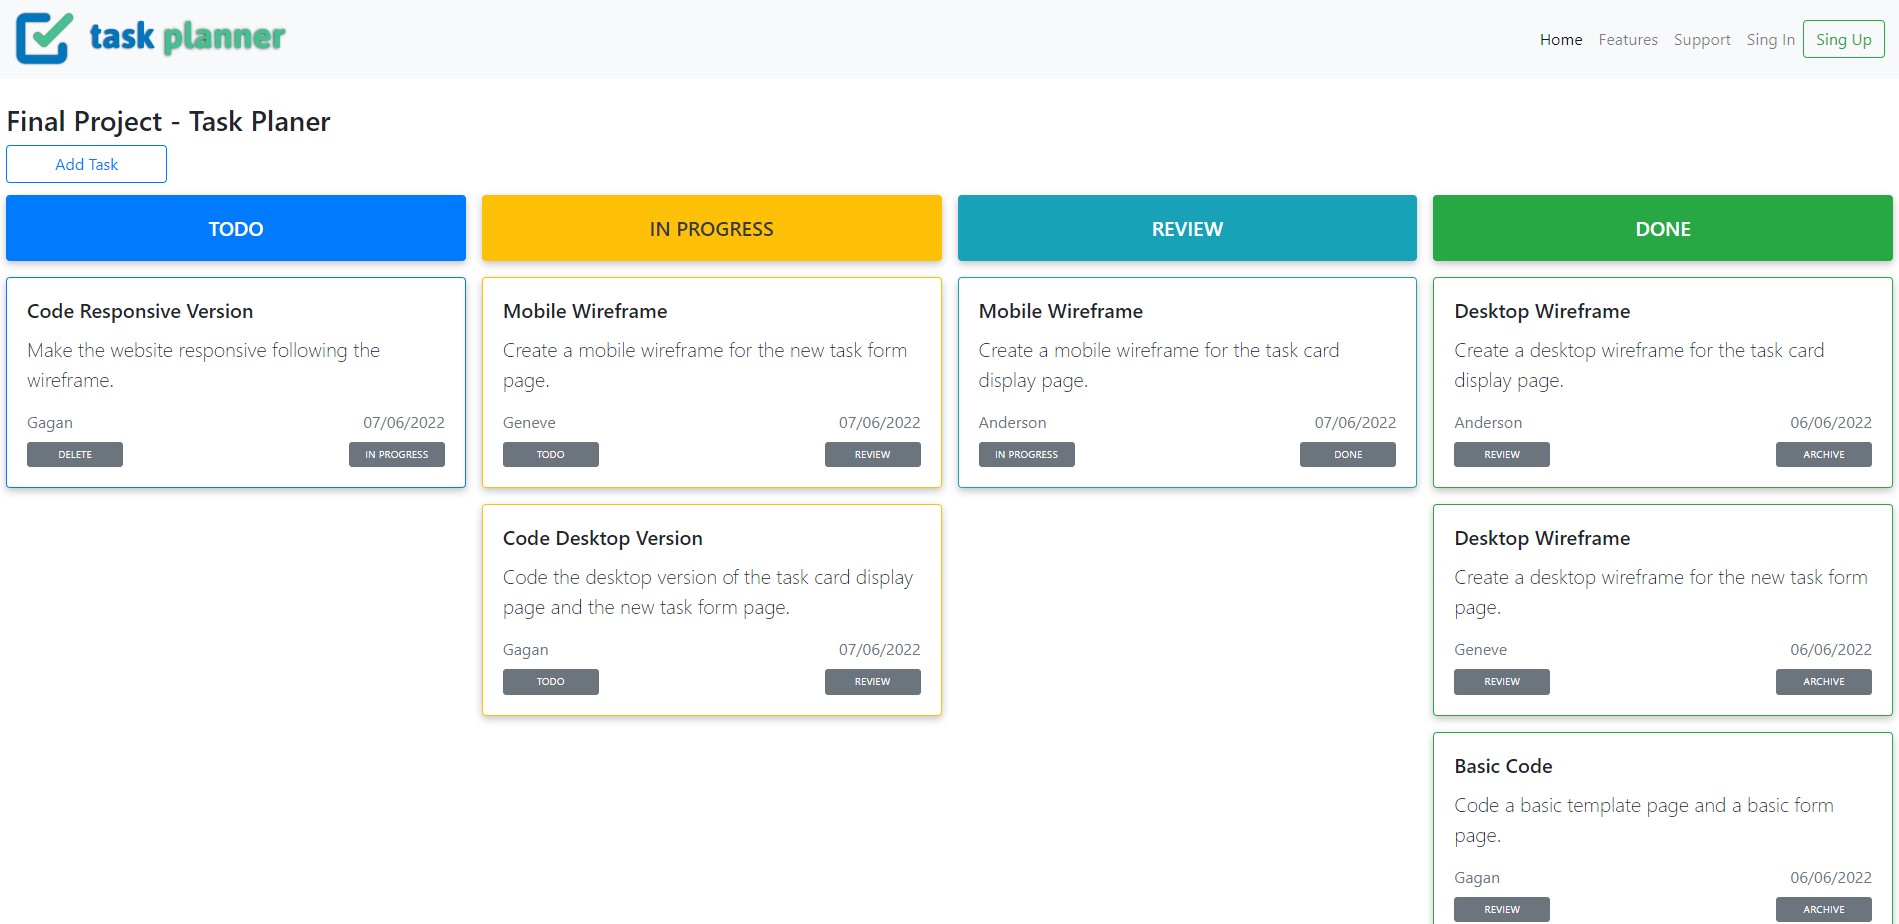 task planner
Home Features Support Sing In Sing Up
Final Project - Task Planer
Add Task
TODO
Code Responsive Version
Make the website responsive following the
wireframe.
Gagan 07/06/2022
DELETE IN PROGRESS
IN PROGRESS
Mobile Wireframe
Create a mobile wireframe for the new task form
page.
Geneve 07/06/2022
TODO REVIEW
Code Desktop Version
Code the desktop version of the task card display
page and the new task form page.
Gagan 07/06/2022
TODO REVIEW
REVIEW
Mobile Wireframe
Create a mobile wireframe for the task card
display page.
Anderson 07/06/2022
IN PROGRESS DONE
DONE
Desktop Wireframe
Create a desktop wireframe for the task card
display page.
Anderson 06/06/2022
REVIEW ARCHIVE
Desktop Wireframe
Create a desktop wireframe for the new task form
page.
Geneve 06/06/2022
REVIEW ARCHIVE
Basic Code
Code a basic template page and a basic form
page.
Gagan 06/06/2022
REVIEW ARCHIVE